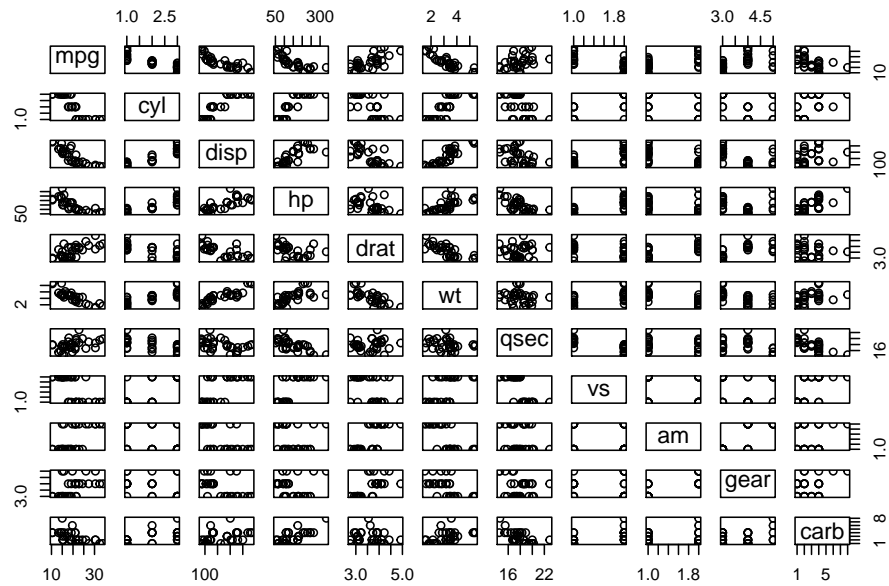 1.0 2.5 50 300 2 4 1.0 1.8 3.0 4.5
mpg 10
1.0 cyl
disp 100
50 hp
drat 3.0
2 wt
qsec 16
1.0 vs
am 1.0
3.0 gear
carb 1 8
10 30 100 3.0 5.0 16 22 1.0 1.8 1 5